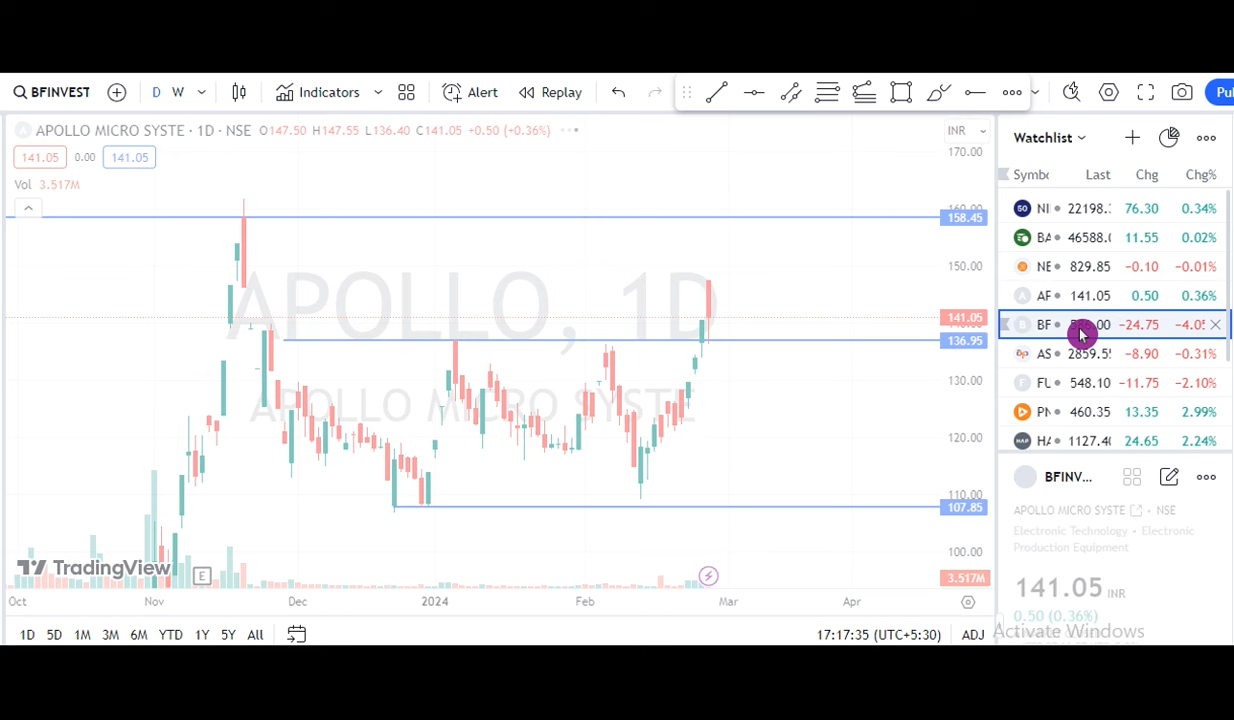 BFINVEST D W Indicators Alert Replay
APOLLO MICRO SYSTE · 1D · NSE O147.50 H147.55 L136.40 C141.05 +0.50 (+0.36%)
141.05 0.00 141.05
Vol 3.517M
APOLLO, 1D
APOLLO MICRO SYSTE
INR
170.00
158.45
150.00
141.05
136.95
130.00
120.00
110.00
107.85
100.00
3.517M
TradingView
E
Oct Nov Dec 2024 Feb Mar Apr
1D 5D 1M 3M 6M YTD 1Y 5Y All
17:17:35 (UTC+5:30) ADJ
Watchlist
Last Chg Chg%
50 NI 22198. 76.30 0.34%
BA 46588.0 11.55 0.02%
NE 829.85 −0.10 −0.01%
A AF 141.05 0.50 0.36%
B BF −24.75 −4.05
AS 2859.5 −8.90 −0.31%
F FU 548.10 −11.75 −2.10%
PN 460.35 13.35 2.99%
HAP HA 1127.40 24.65 2.24%
BFINV...
APOLLO MICRO SYSTE · NSE
Electronic Technology • Electronic
Production Equipment
141.05 INR
0.50 (0.36%)
Activate Windows